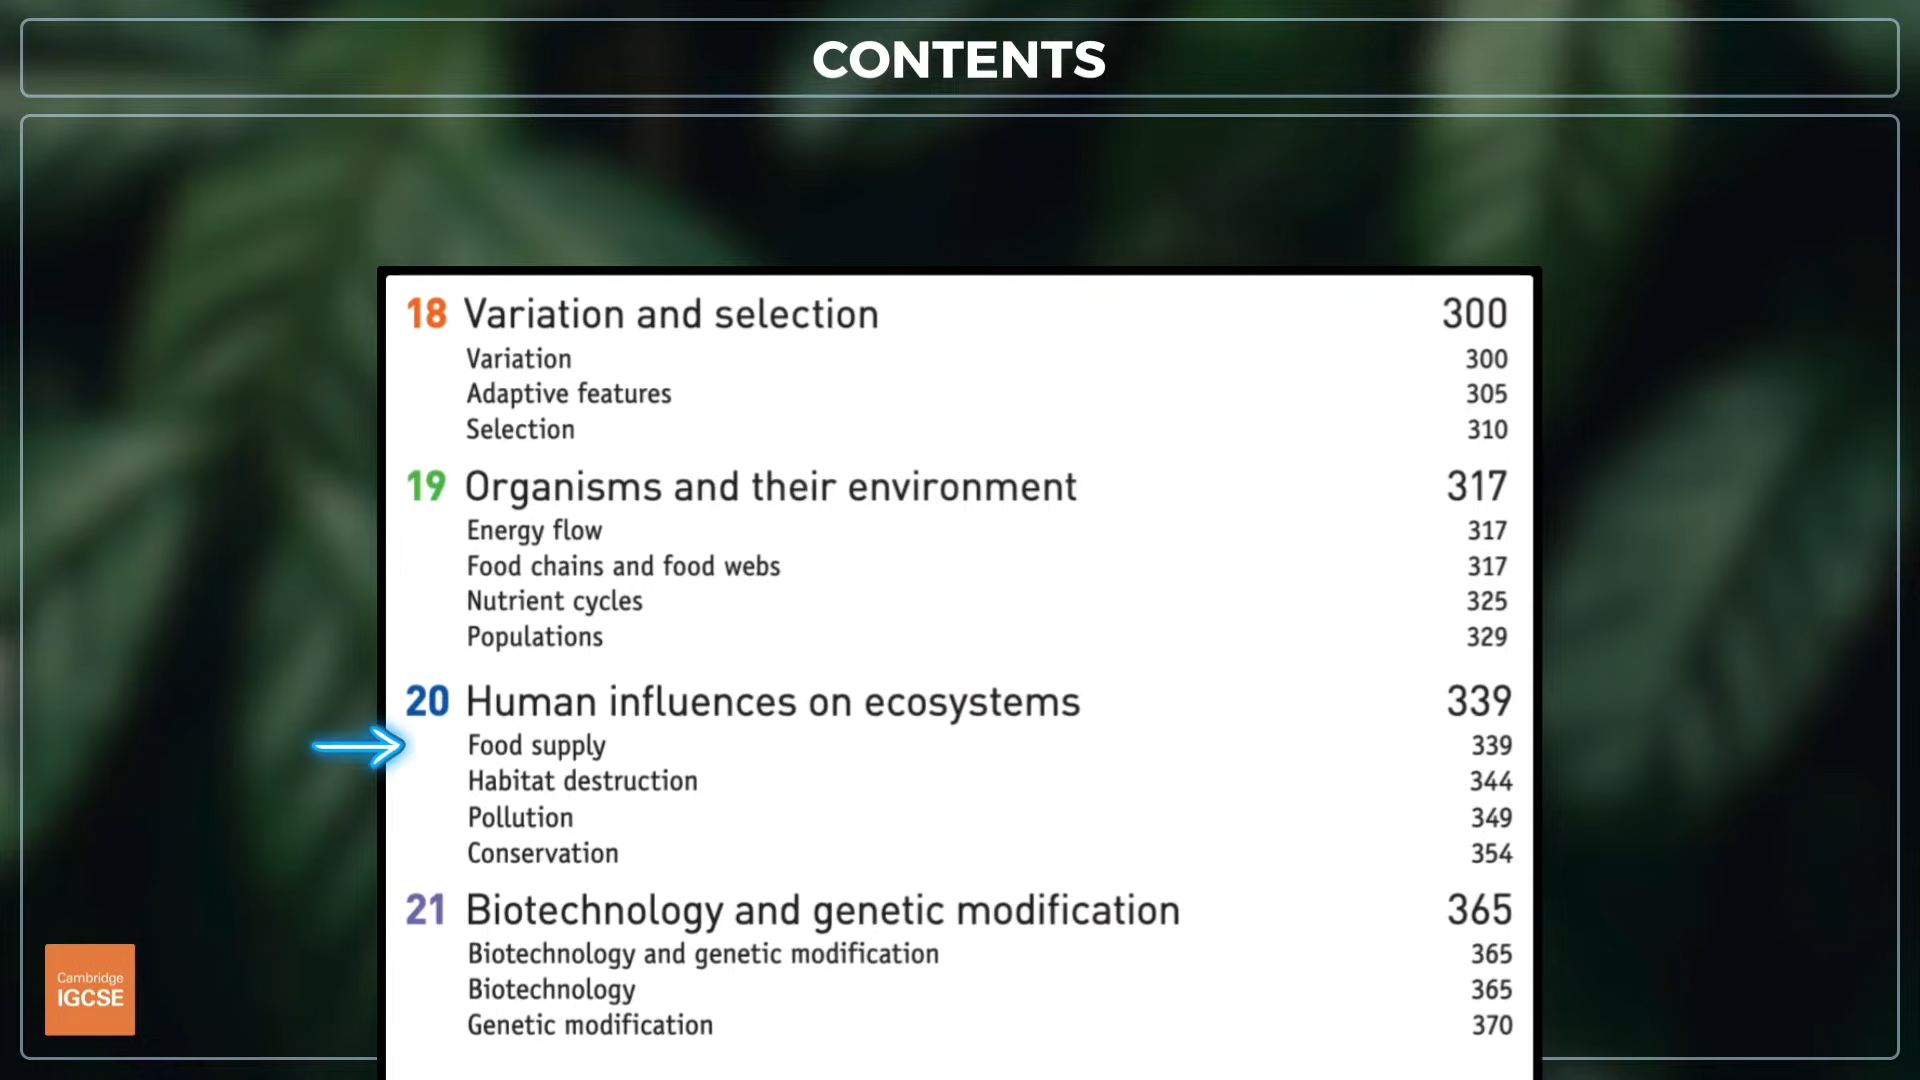 CONTENTS
18 Variation and selection 300
Variation 300
Adaptive features 305
Selection 310
19 Organisms and their environment 317
Energy flow 317
Food chains and food webs 317
Nutrient cycles 325
Populations 329
20 Human influences on ecosystems 339
Food supply 339
Habitat destruction 344
Pollution 349
Conservation 354
21 Biotechnology and genetic modification 365
Biotechnology and genetic modification 365
Biotechnology 365
Genetic modification 370
Cambridge
IGCSE